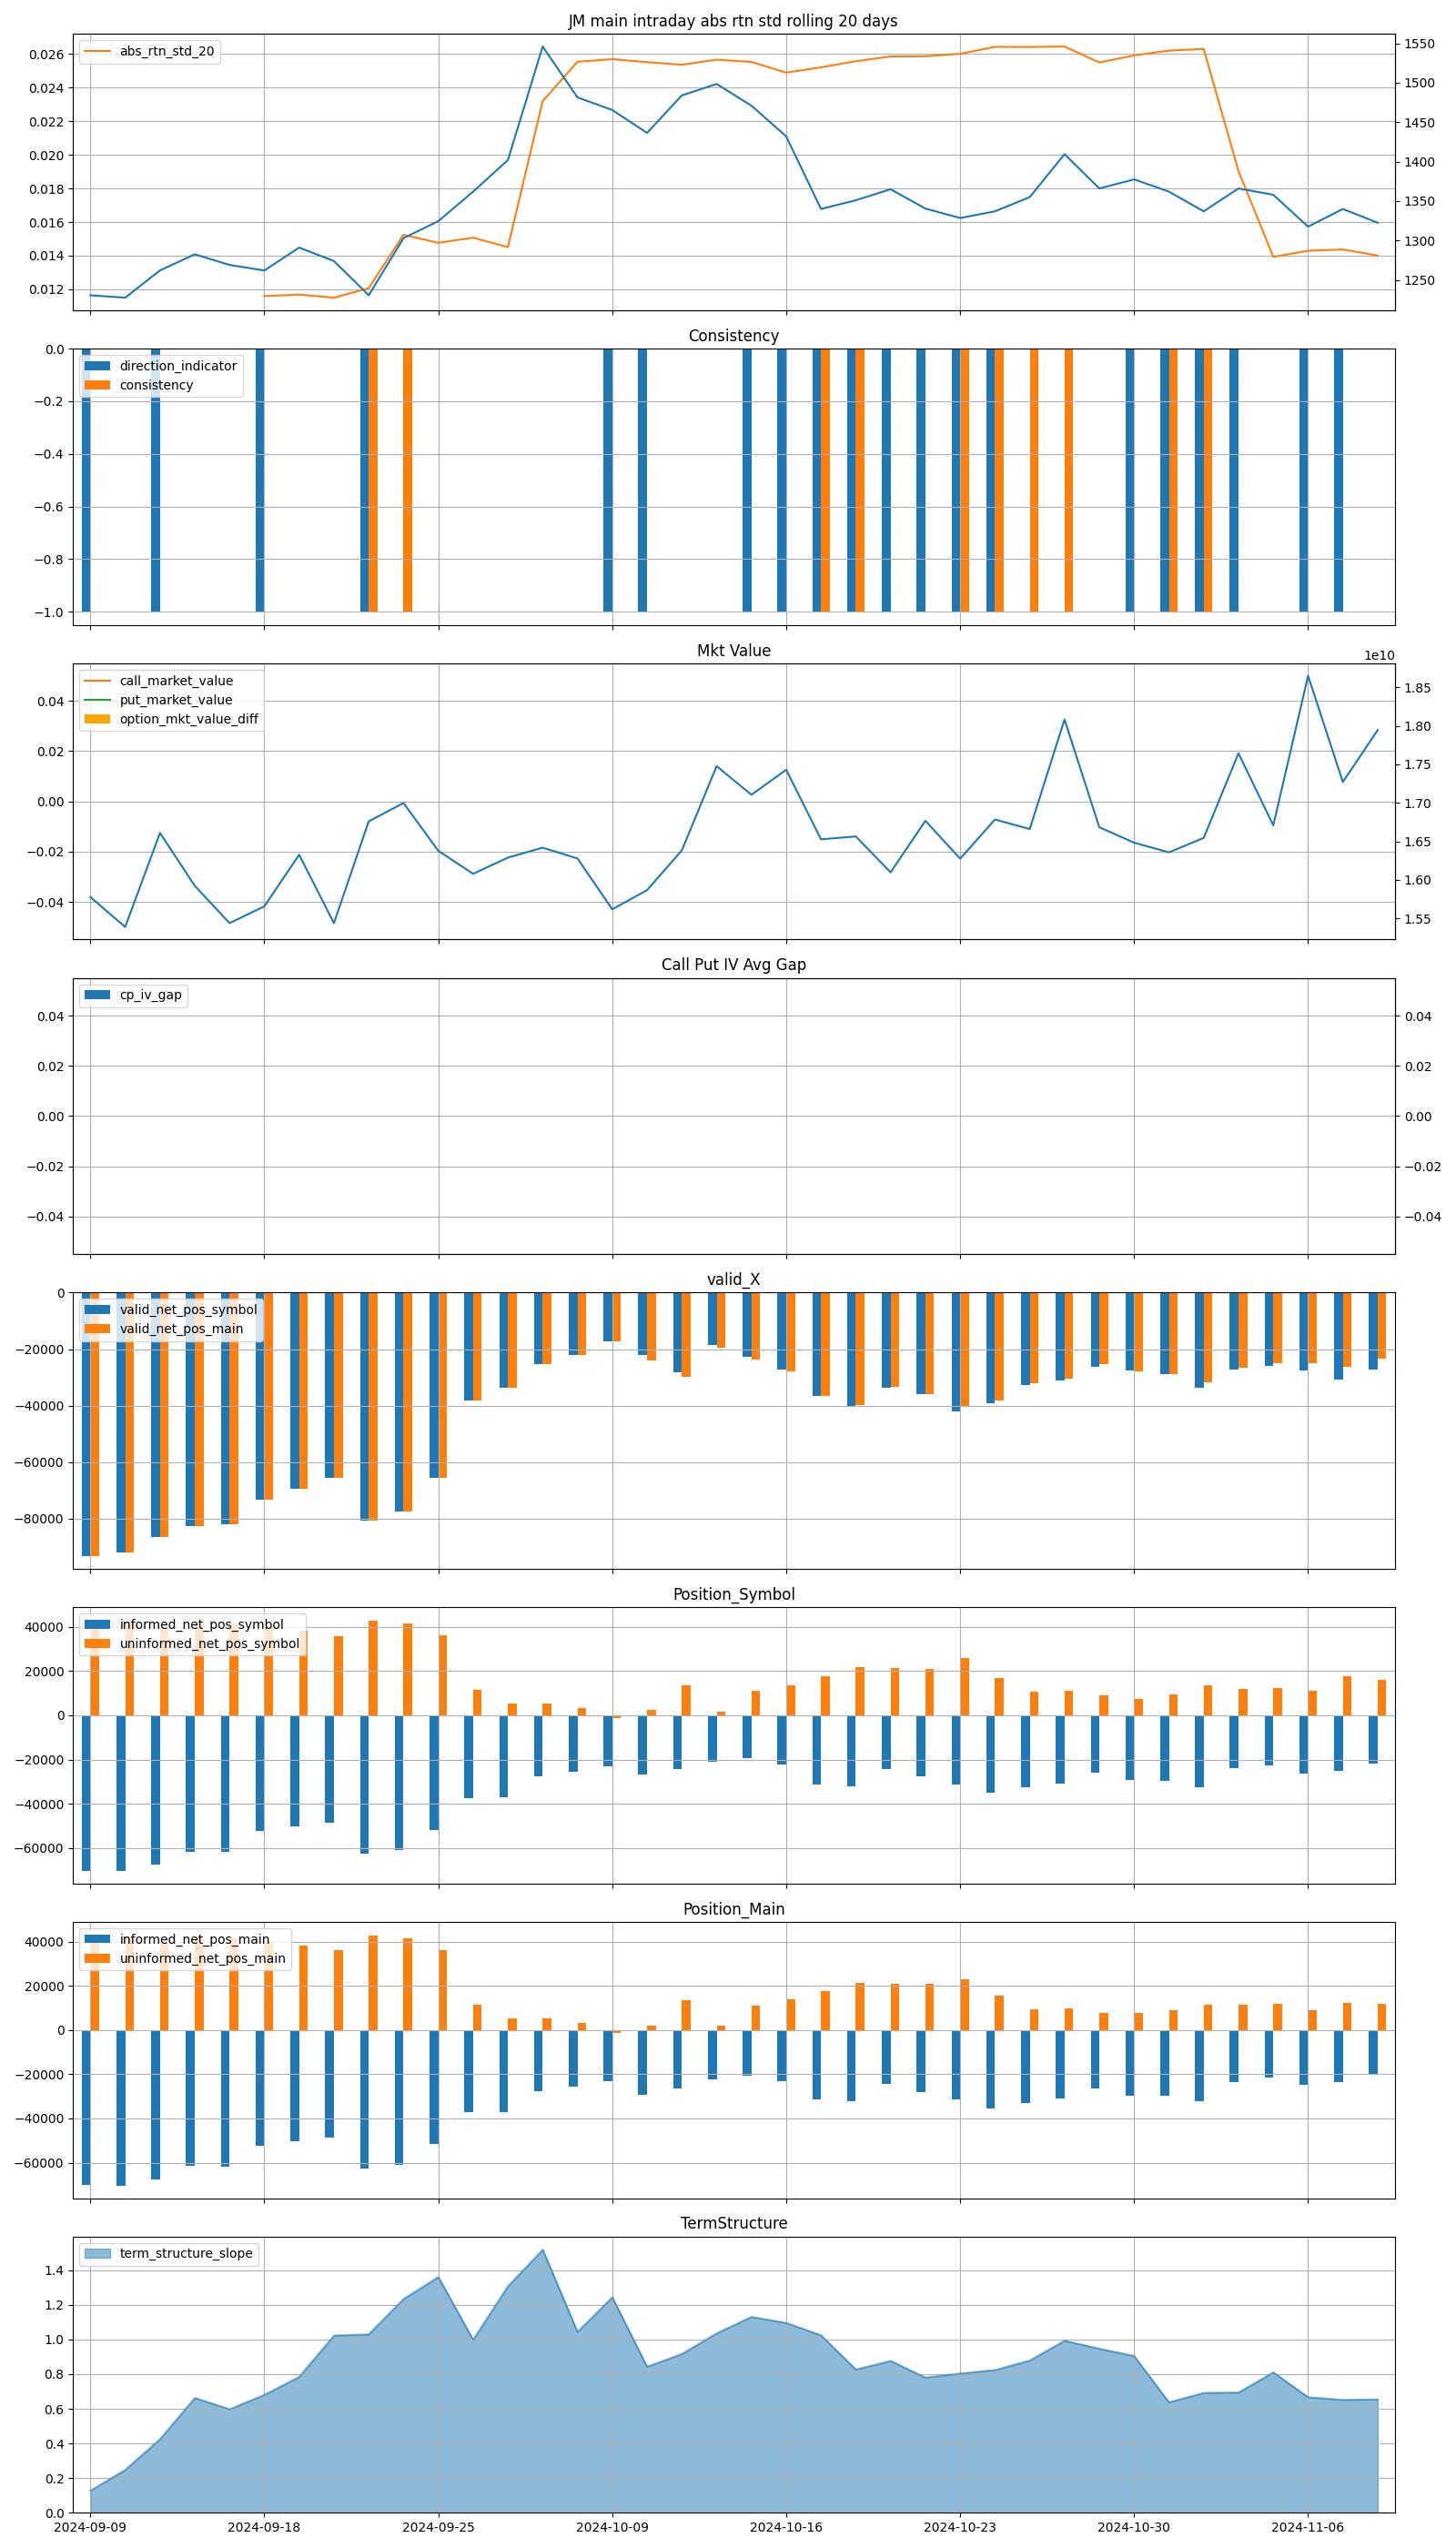 JM main intraday abs rtn std rolling 20 days
abs_rtn_std_20
0.026
0.024
0.022
0.020
0.018
0.016
0.014
0.012
1550
1500
1450
1400
1350
1300
1250
Consistency
direction_indicator
consistency
0.0
−0.2
−0.4
−0.6
−0.8
−1.0
Mkt Value
1e10
call_market_value
put_market_value
option_mkt_value_diff
0.04
0.02
0.00
−0.02
−0.04
1.85
1.80
1.75
1.70
1.65
1.60
1.55
Call Put IV Avg Gap
cp_iv_gap
0.04
0.02
0.00
−0.02
−0.04
0.04
0.02
0.00
−0.02
−0.04
valid_X
valid_net_pos_symbol
valid_net_pos_main
0
−20000
−40000
−60000
−80000
Position_Symbol
informed_net_pos_symbol
uninformed_net_pos_symbol
40000
20000
0
−20000
−40000
−60000
Position_Main
informed_net_pos_main
uninformed_net_pos_main
40000
20000
0
−20000
−40000
−60000
TermStructure
term_structure_slope
1.4
1.2
1.0
0.8
0.6
0.4
0.2
0.0
2024-09-09 2024-09-18 2024-09-25 2024-10-09 2024-10-16 2024-10-23 2024-10-30 2024-11-06